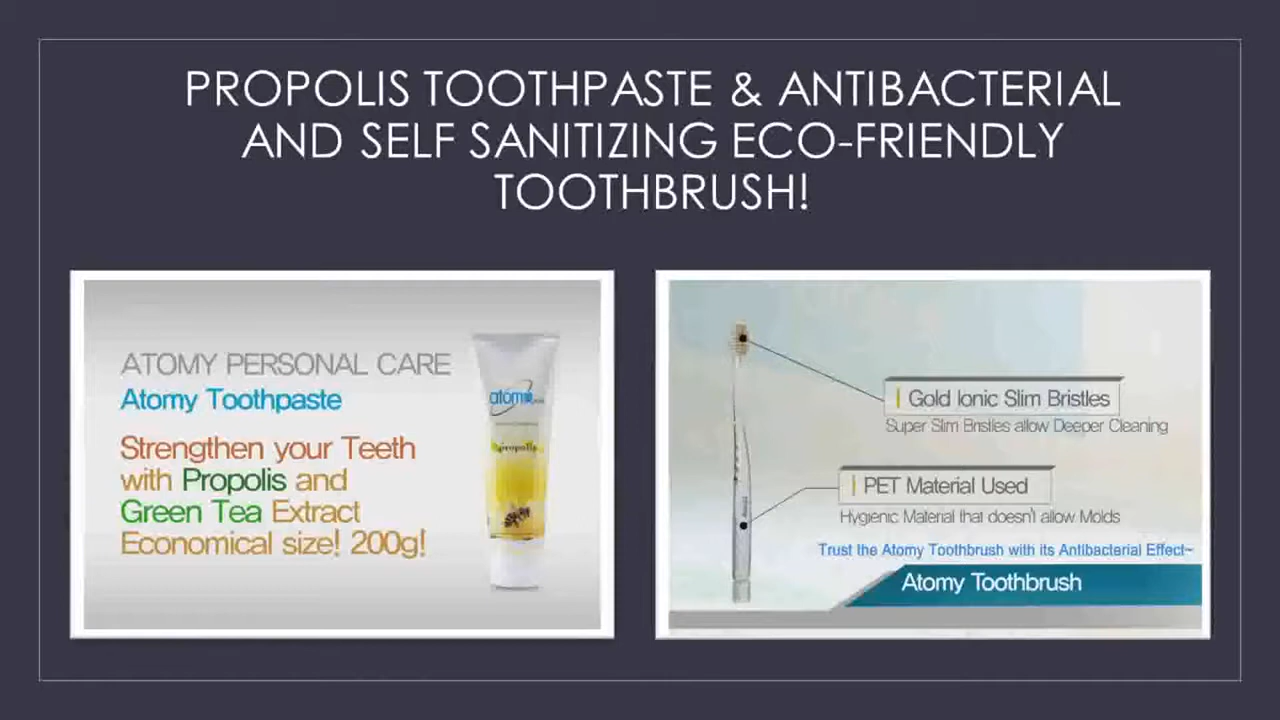 PROPOLIS TOOTHPASTE & ANTIBACTERIAL
AND SELF SANITIZING ECO-FRIENDLY
TOOTHBRUSH!
ATOMY PERSONAL CARE
Atomy Toothpaste
Strengthen your Teeth
with Propolis and
Green Tea Extract
Economical size! 200g!
atómy
propolis
Gold Ionic Slim Bristles
Super Slim Bristles allow Deeper Cleaning
PET Material Used
Hygienic Material that doesn't allow Molds
Trust the Atomy Toothbrush with its Antibacterial Effect~
Atomy Toothbrush